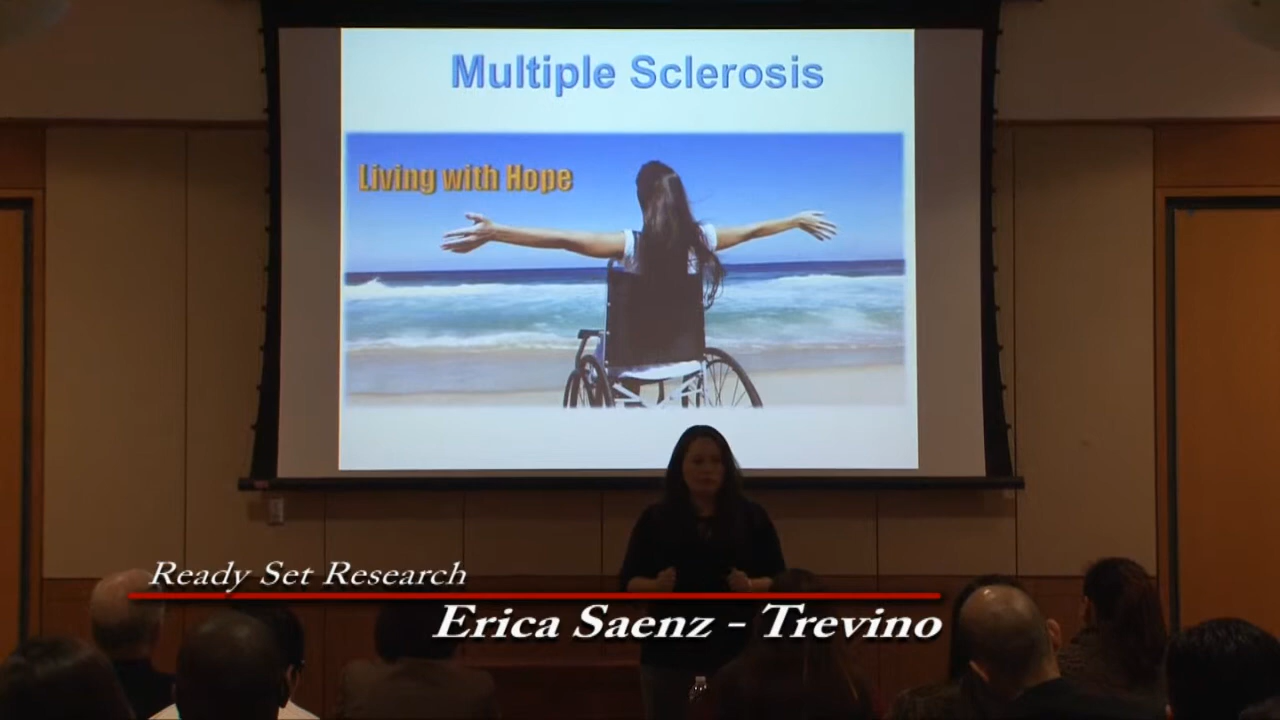 Multiple Sclerosis
Living with Hope
Ready Set Research
Erica Saenz - Trevino